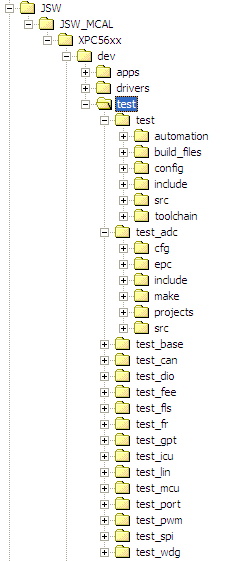 JSW
JSW_MCAL
XPC56xx
dev
apps
drivers
test
test
automation
build_files
config
include
src
toolchain
test_adc
cfg
epc
include
make
projects
src
test_base
test_can
test_dio
test_fee
test_fls
test_fr
test_gpt
test_icu
test_lin
test_mcu
test_port
test_pwm
test_spi
test_wdg